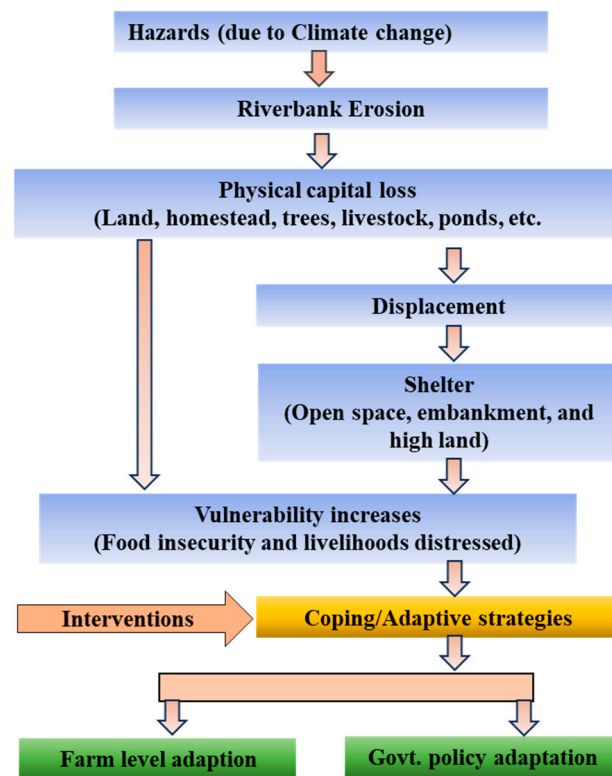 Hazards (due to Climate change)
Riverbank Erosion
Physical capital loss
(Land, homestead, trees, livestock, ponds, etc.
Displacement
Shelter
(Open space, embankment, and
high land)
Vulnerability increases
(Food insecurity and livelihoods distressed)
Interventions
Coping/Adaptive strategies
Farm level adaption
Govt. policy adaptation